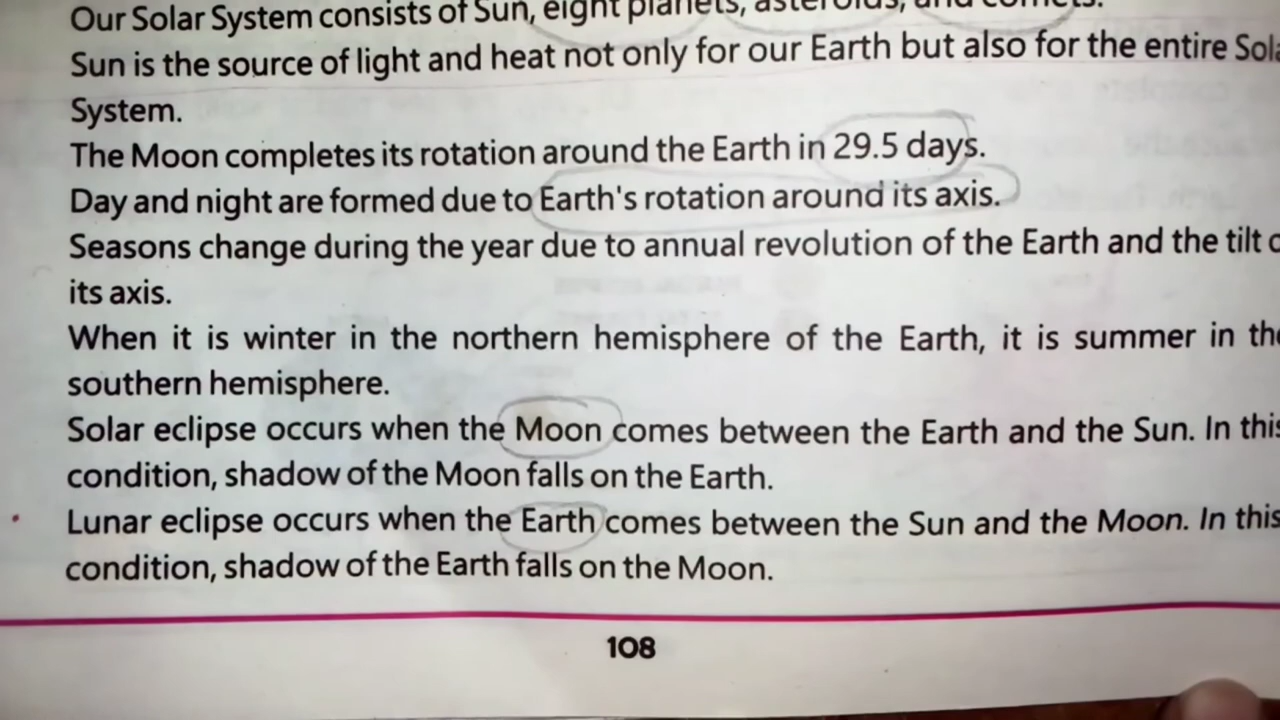 Our Solar System consists of Sun, eight planets, asteroids, and comets.
Sun is the source of light and heat not only for our Earth but also for the entire
System.
The Moon completes its rotation around the Earth in 29.5 days.
Day and night are formed due to Earth's rotation around its axis.
Seasons change during the year due to annual revolution of the Earth and the tilt
its axis.
When it is winter in the northern hemisphere of the Earth, it is summer in
southern hemisphere.
Solar eclipse occurs when the Moon comes between the Earth and the Sun. In this
condition, shadow of the Moon falls on the Earth.
Lunar eclipse occurs when the Earth comes between the Sun and the Moon. In this
condition, shadow of the Earth falls on the Moon.
108